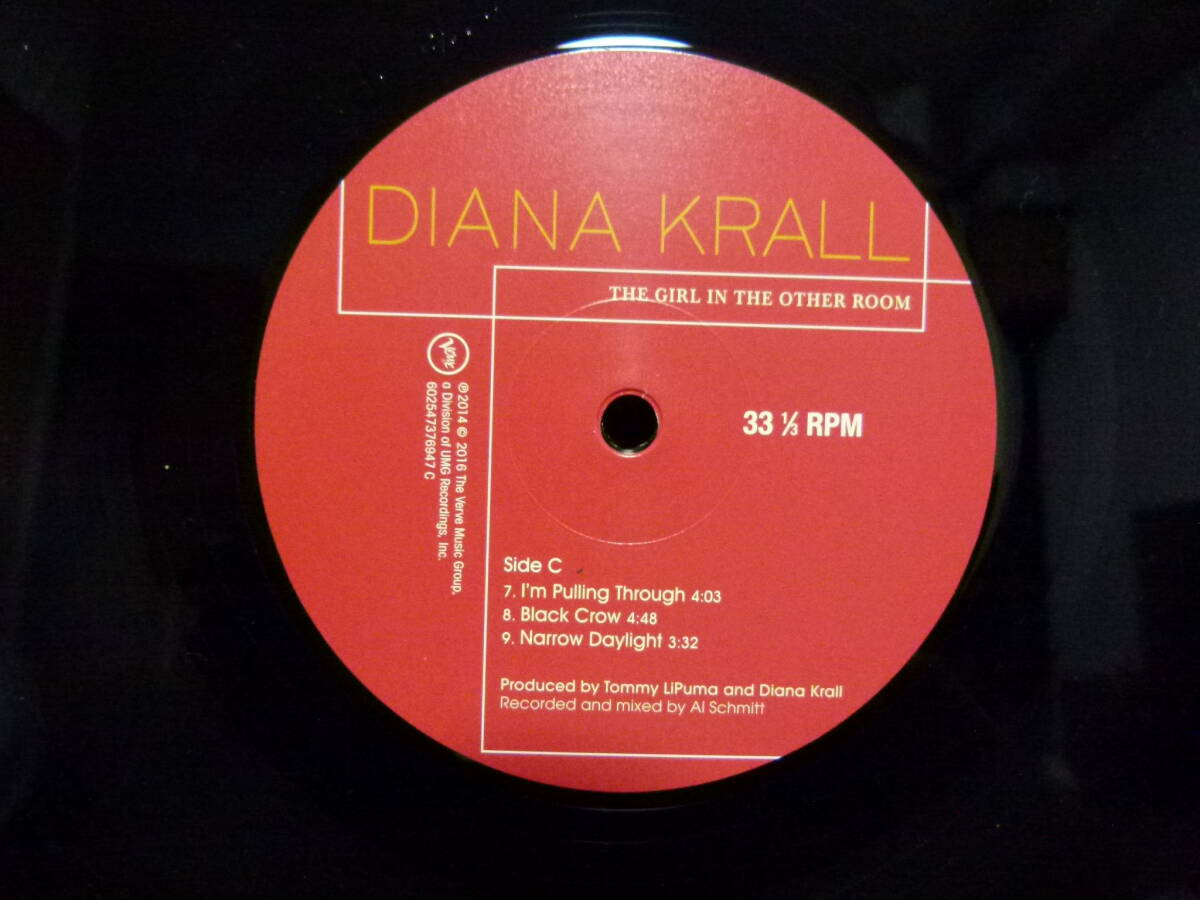 DIANA KRALL
THE GIRL IN THE OTHER ROOM
Verve
℗2014 © 2016 The Verve Music Group,
a Division of UMG Recordings, Inc.
602547376947 C
33 ⅓ RPM
Side C
7. I'm Pulling Through 4:03
8. Black Crow 4:48
9. Narrow Daylight 3:32
Produced by Tommy LiPuma and Diana Krall
Recorded and mixed by Al Schmitt